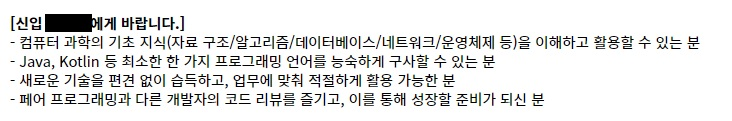 [신입 에게 바랍니다.]
- 컴퓨터 과학의 기초 지식(자료 구조/알고리즘/데이터베이스/네트워크/운영체제 등)을 이해하고 활용할 수 있는 분
- Java, Kotlin 등 최소한 한 가지 프로그래밍 언어를 능숙하게 구사할 수 있는 분
- 새로운 기술을 편견 없이 습득하고, 업무에 맞춰 적절하게 활용 가능한 분
- 페어 프로그래밍과 다른 개발자의 코드 리뷰를 즐기고, 이를 통해 성장할 준비가 되신 분